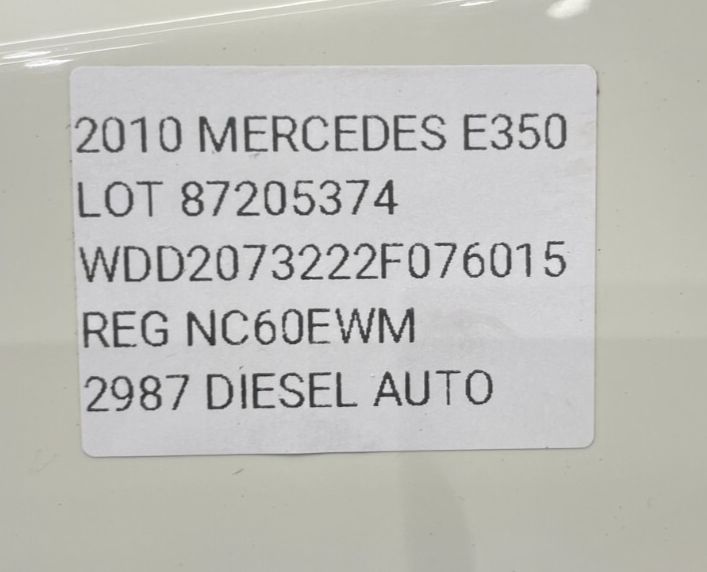 2010 MERCEDES E350
LOT 87205374
WDD2073222F076015
REG NC60EWM
2987 DIESEL AUTO